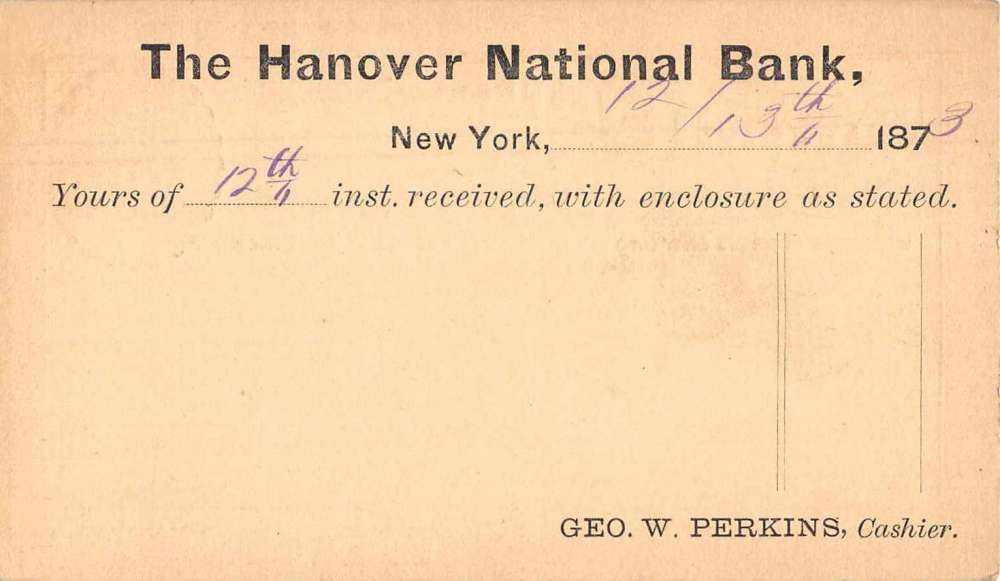 The Hanover National Bank,
New York, 12/13th 1873
Yours of 12th inst. received, with enclosure as stated.
GEO. W. PERKINS, Cashier.